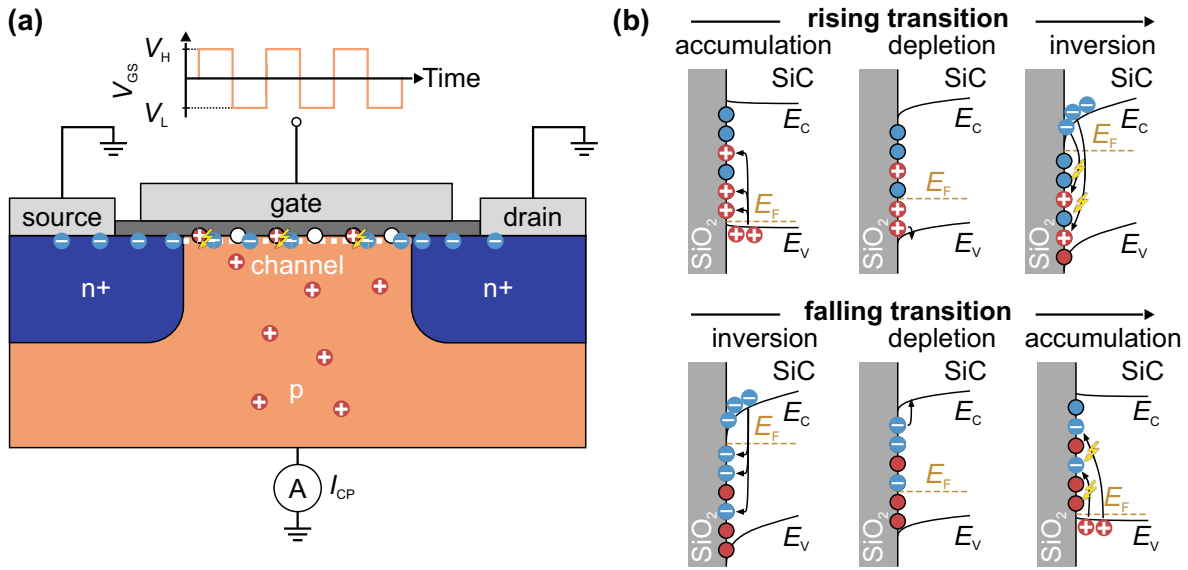 (a)
V_H
V_GS
V_L
Time
source
gate
drain
channel
n+
n+
p
A
I_CP
(b)
rising transition
accumulation
depletion
inversion
SiC
SiC
SiC
E_C
E_C
E_C
E_F
E_F
E_F
E_V
E_V
E_V
SiO₂
SiO₂
SiO₂
falling transition
inversion
depletion
accumulation
SiC
SiC
SiC
E_C
E_C
E_C
E_F
E_F
E_F
E_V
E_V
E_V
SiO₂
SiO₂
SiO₂